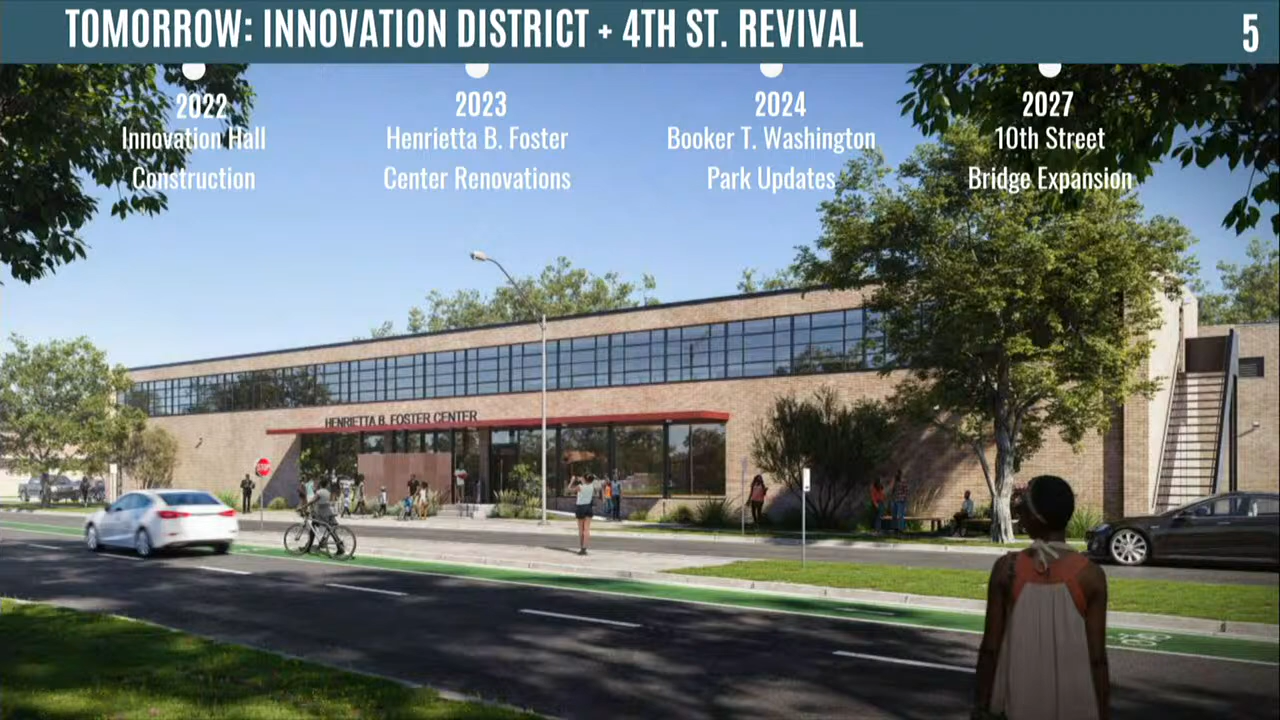 TOMORROW: INNOVATION DISTRICT + 4TH ST. REVIVAL
5
2022
Innovation Hall
Construction
2023
Henrietta B. Foster
Center Renovations
2024
Booker T. Washington
Park Updates
2027
10th Street
Bridge Expansion
HENRIETTA B. FOSTER CENTER
STOP